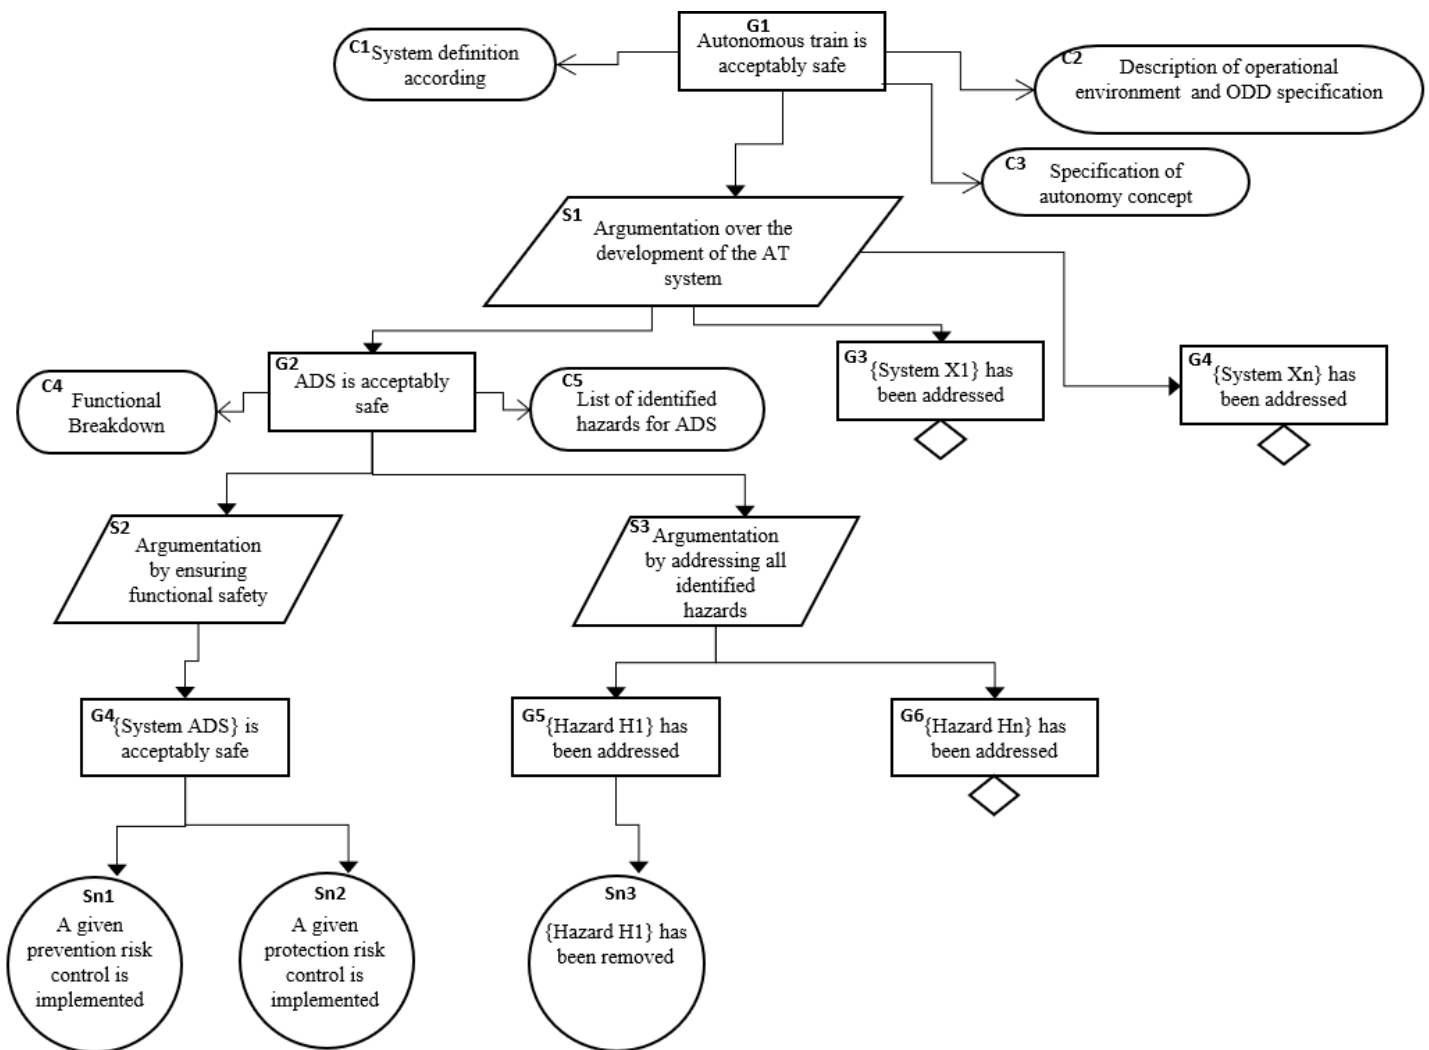 G1
Autonomous train is
acceptably safe
C1 System definition
according
C2
Description of operational
environment and ODD specification
C3
Specification of
autonomy concept
S1
Argumentation over the
development of the AT
system
G2
ADS is acceptably
safe
G3
{System X1} has
been addressed
G4
{System Xn} has
been addressed
C4
Functional
Breakdown
C5
List of identified
hazards for ADS
S2
Argumentation
by ensuring
functional safety
S3
Argumentation
by addressing all
identified
hazards
G4
{System ADS} is
acceptably safe
G5
{Hazard H1} has
been addressed
G6
{Hazard Hn} has
been addressed
Sn1
A given
prevention risk
control is
implemented
Sn2
A given
protection risk
control is
implemented
Sn3
{Hazard H1} has
been removed